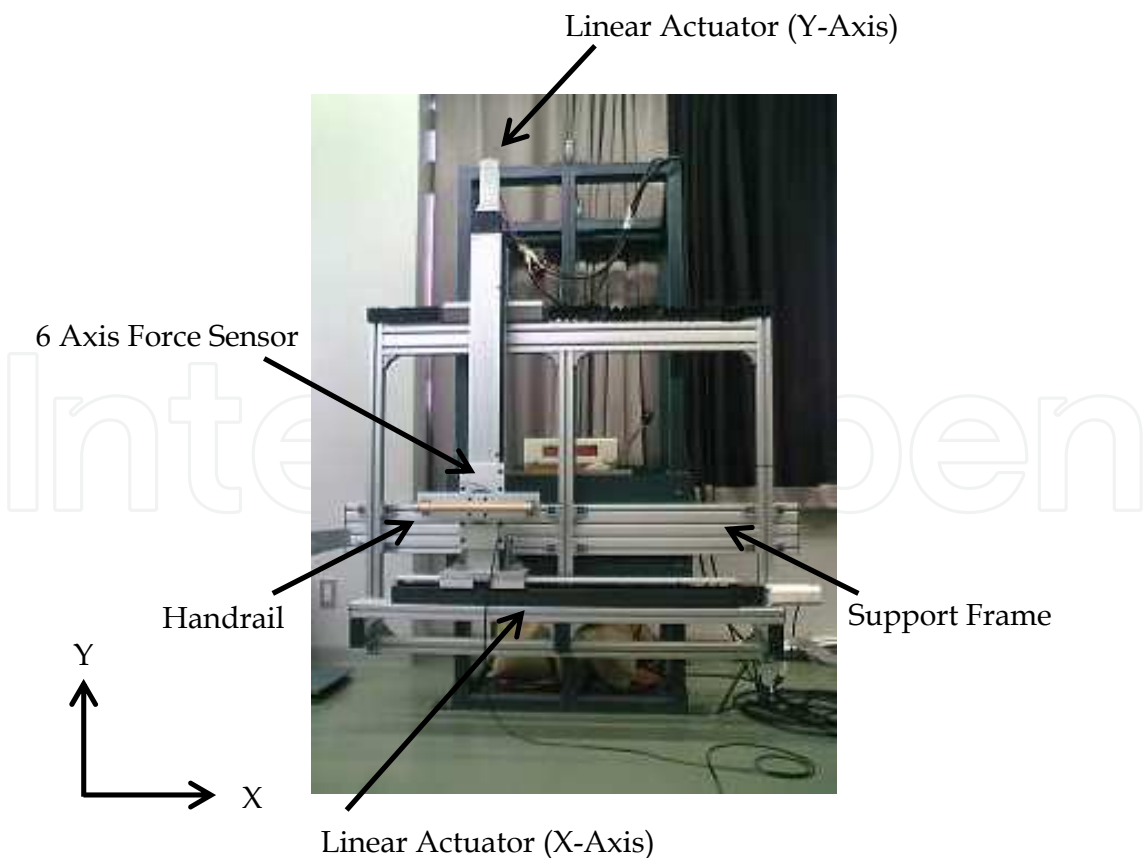 Linear Actuator (Y-Axis)
6 Axis Force Sensor
Handrail
Support Frame
Y
X
Linear Actuator (X-Axis)